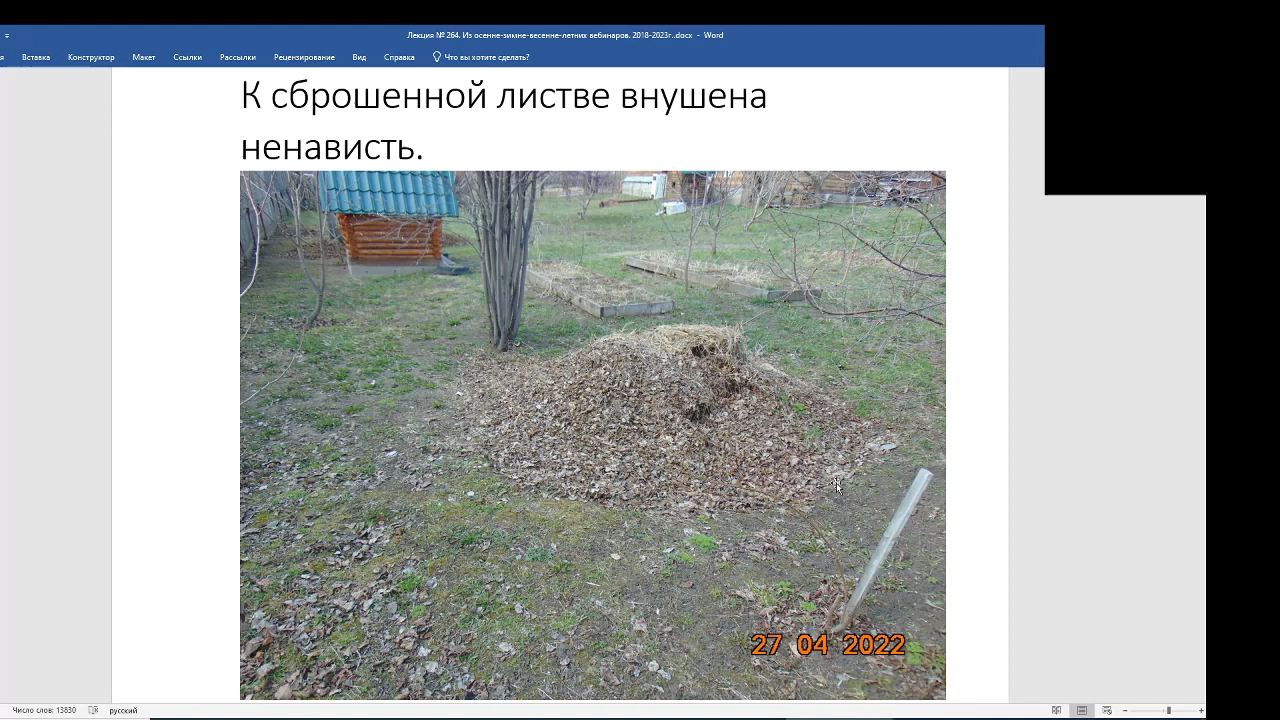 Лекция № 264. Из осенне-зимне-весенне-летних вебинаров. 2018-2023г..docx - Word
я Вставка Конструктор Макет Ссылки Рассылки Рецензирование Вид Справка Что вы хотите сделать?
К сброшенной листве внушена
ненависть.
27 04 2022
Число слов: 13830 русский